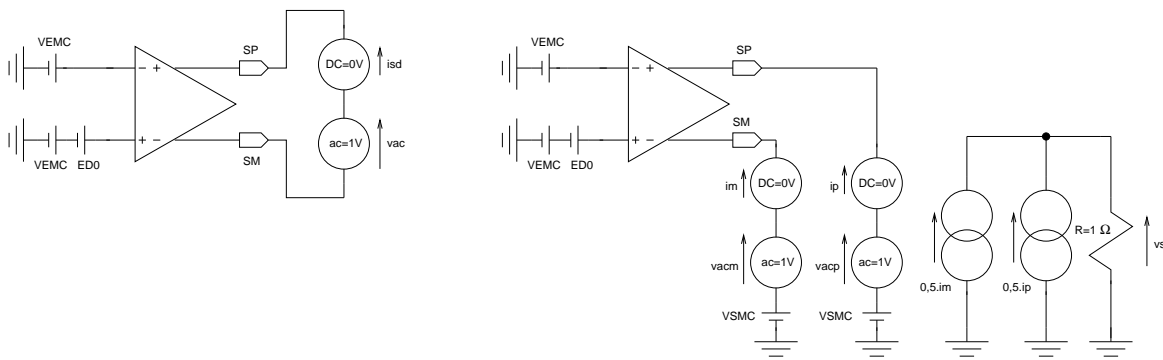 VEMC
SP
DC=0V
isd
ac=1V
vac
VEMC
ED0
SM
− +
+ −
VEMC
SP
SM
VEMC
ED0
− +
+ −
im
DC=0V
ip
DC=0V
vacm
ac=1V
vacp
ac=1V
VSMC
VSMC
0,5.im
0,5.ip
R=1 Ω
vs